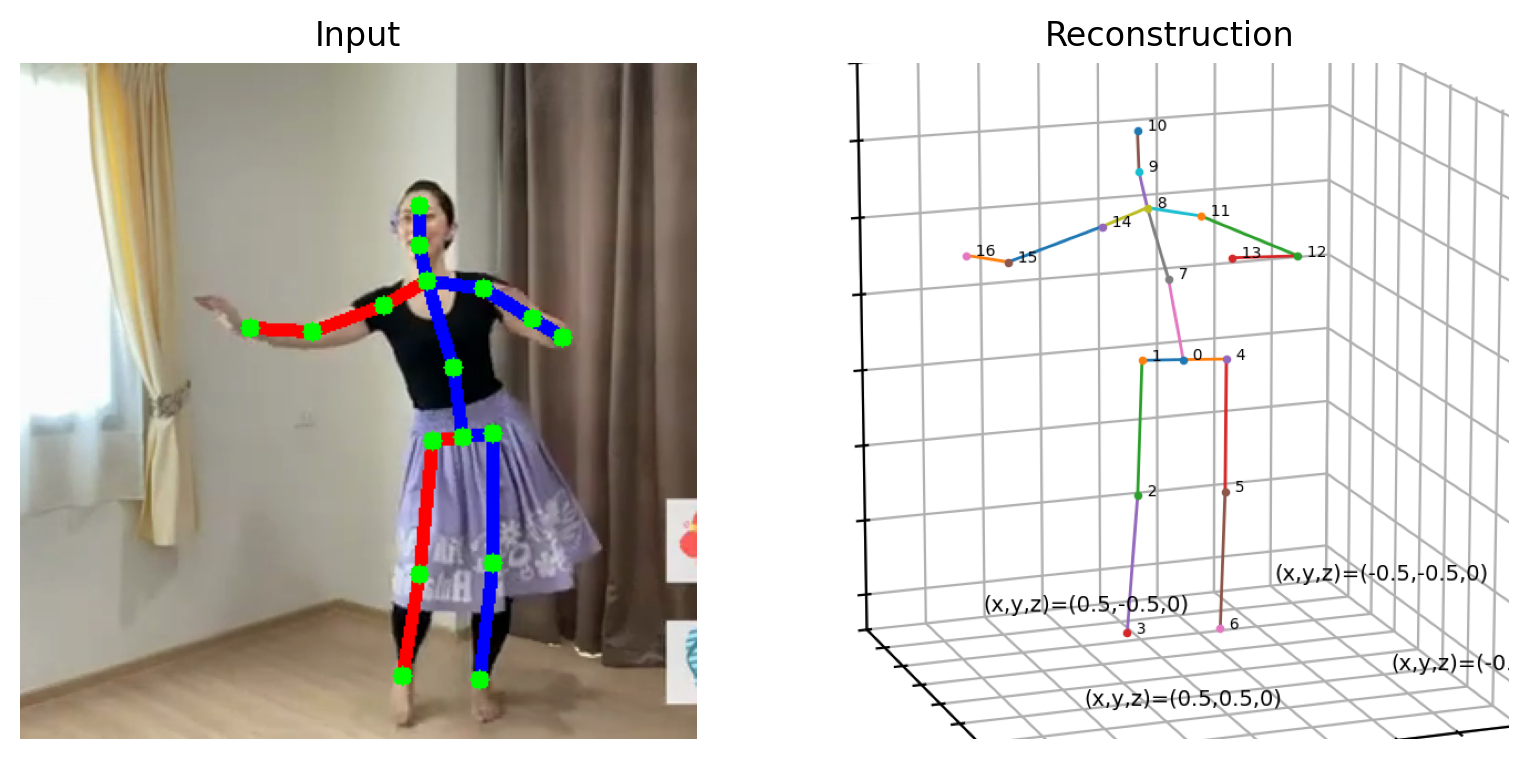 Input
Reconstruction
10
9
8
11
14
16
15
13
12
7
1
0
4
2
5
3
6
(x,y,z)=(-0.5,-0.5,0)
(x,y,z)=(0.5,-0.5,0)
(x,y,z)=(-0.
(x,y,z)=(0.5,0.5,0)